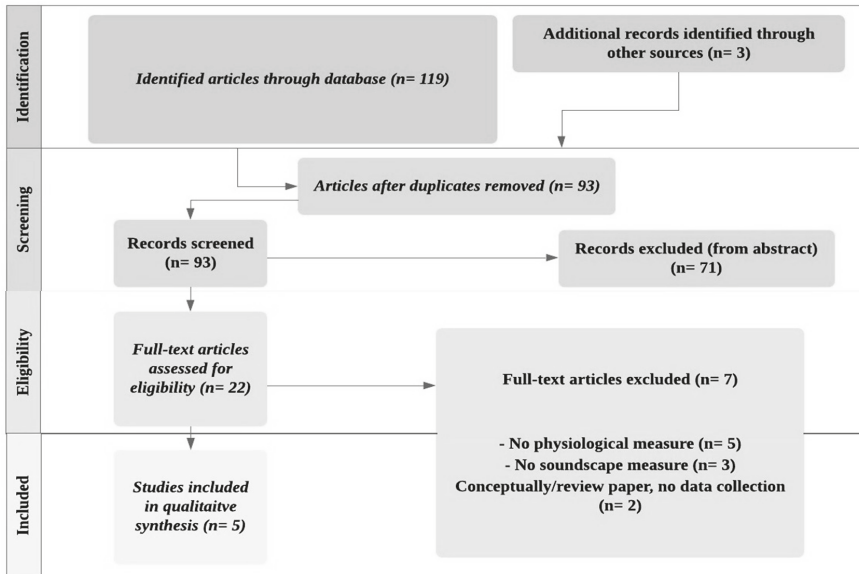 Identification
Identified articles through database (n= 119)
Additional records identified through
other sources (n= 3)
Screening
Articles after duplicates removed (n= 93)
Records screened
(n= 93)
Records excluded (from abstract)
(n= 71)
Eligibility
Full-text articles
assessed for
eligibility (n= 22)
Full-text articles excluded (n= 7)
- No physiological measure (n= 5)
- No soundscape measure (n= 3)
Conceptually/review paper, no data collection
(n= 2)
Included
Studies included
in qualitaitve
synthesis (n= 5)